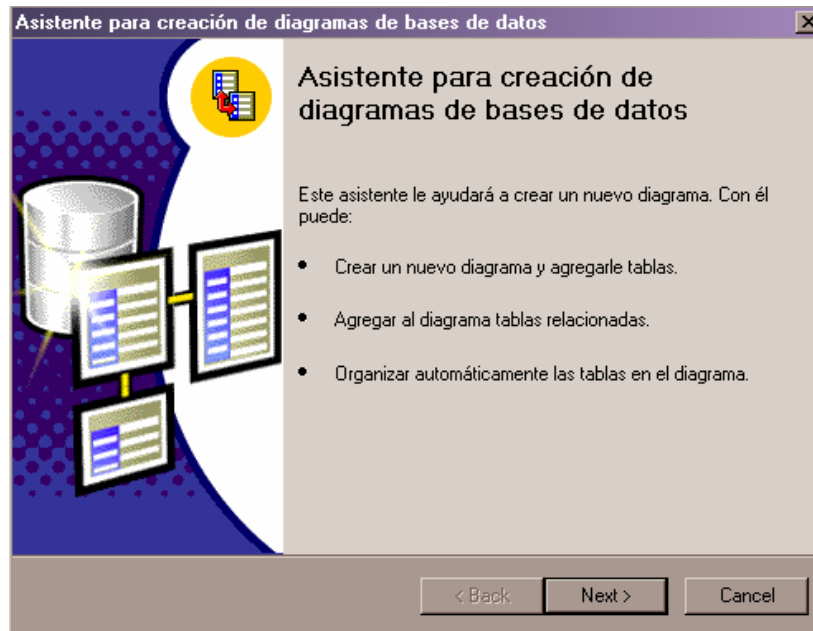 Asistente para creación de diagramas de bases de datos
Asistente para creación de
diagramas de bases de datos
Este asistente le ayudará a crear un nuevo diagrama. Con él
puede:
• Crear un nuevo diagrama y agregarle tablas.
• Agregar al diagrama tablas relacionadas.
• Organizar automáticamente las tablas en el diagrama.
< Back
Next >
Cancel